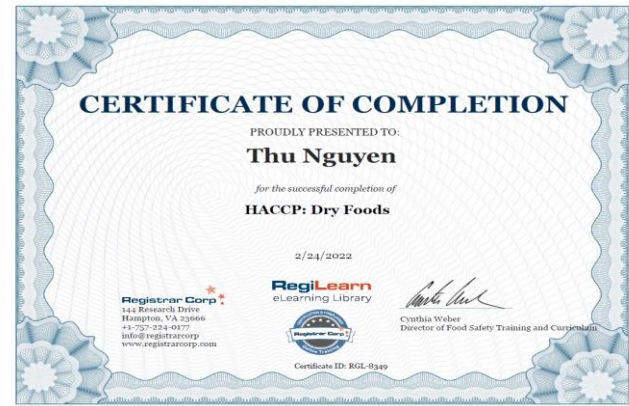 CERTIFICATE OF COMPLETION
PROUDLY PRESENTED TO:
Thu Nguyen
for the successful completion of
HACCP: Dry Foods
2/24/2022
Registrar Corp
144 Research Drive
Hampton, VA 23666
+1-757-224-0177
info@registrarcorp
www.registrarcorp.com
RegiLearn
eLearning Library
Registrar Corp
Certificate ID: RGL-8349
Cynthia Weber
Director of Food Safety Training and Curriculum